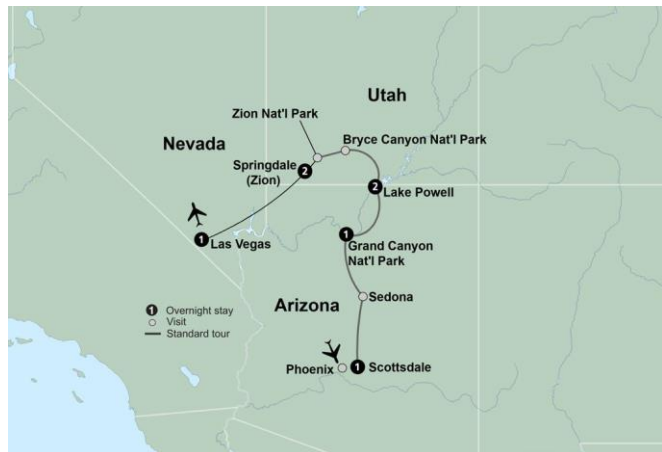 Utah
Zion Nat'l Park
Nevada
Bryce Canyon Nat'l Park
Springdale
(Zion)
2
2
Lake Powell
1
Las Vegas
1
Grand Canyon
Nat'l Park
Arizona
Sedona
1 Overnight stay
Visit
Standard tour
Phoenix
1
Scottsdale